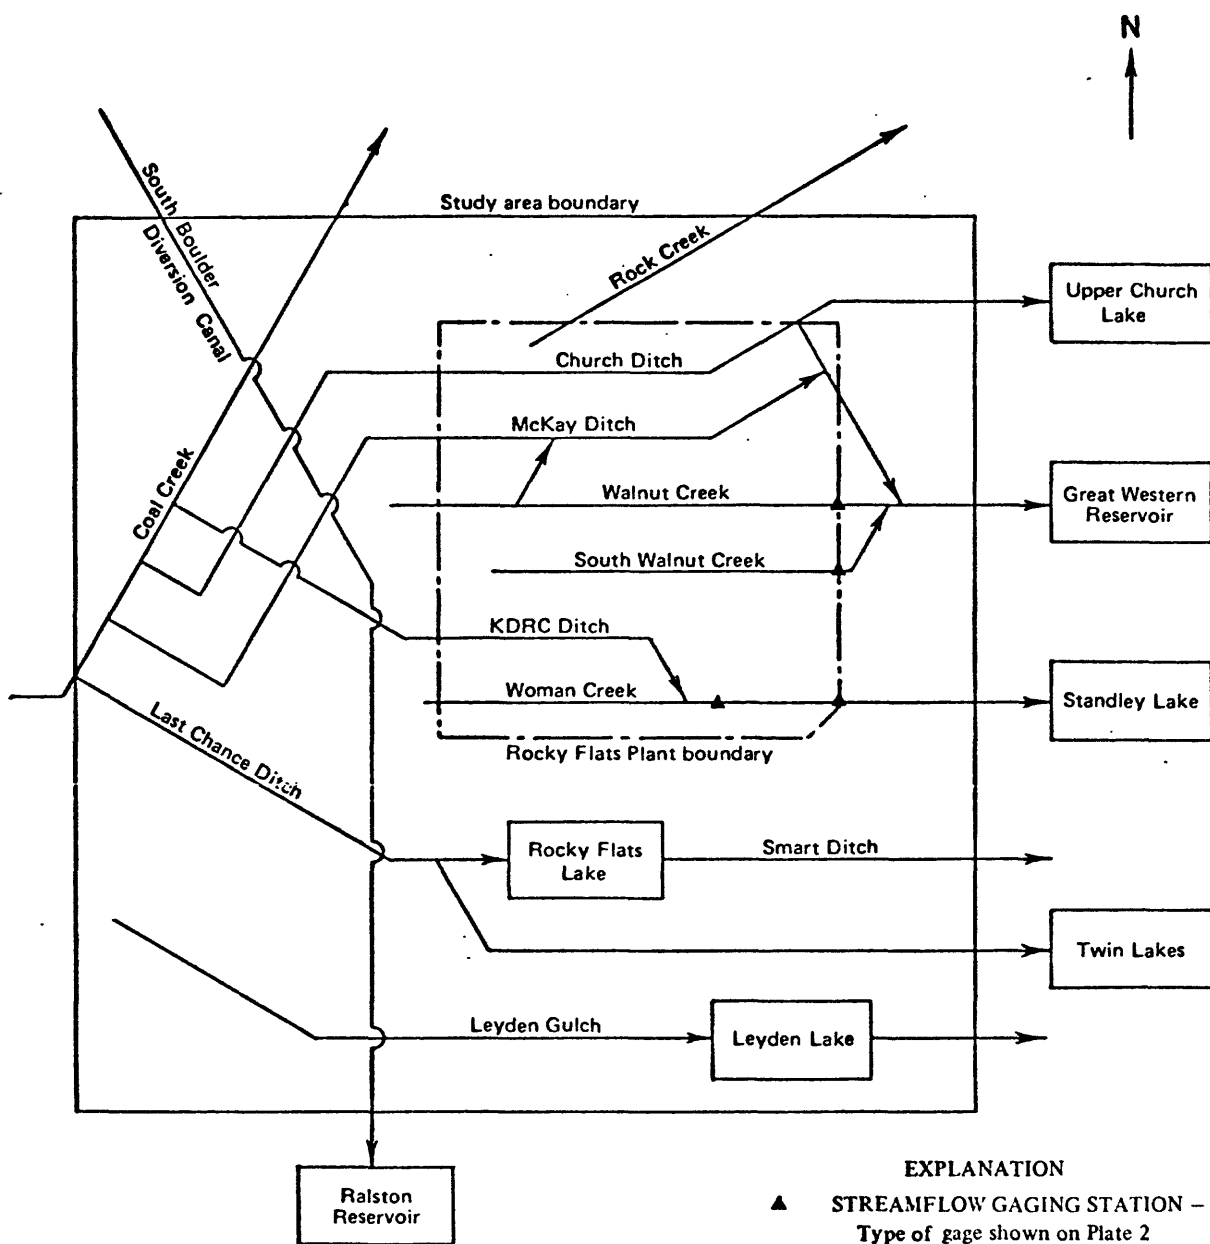 N
South Boulder
Diversion Canal
Study area boundary
Rock Creek
Upper Church
Lake
Church Ditch
McKay Ditch
Coal Creek
Walnut Creek
Great Western
Reservoir
South Walnut Creek
KDRC Ditch
Woman Creek
Standley Lake
Last Chance Ditch
Rocky Flats Plant boundary
Rocky Flats
Lake
Smart Ditch
Twin Lakes
Leyden Gulch
Leyden Lake
Ralston
Reservoir
EXPLANATION
STREAMFLOW GAGING STATION –
Type of gage shown on Plate 2